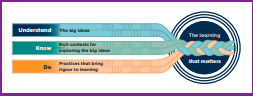 Understand The big ideas
Know Rich contexts for
exploring the big ideas
Do Practices that bring
rigour to learning
The learning
that matters